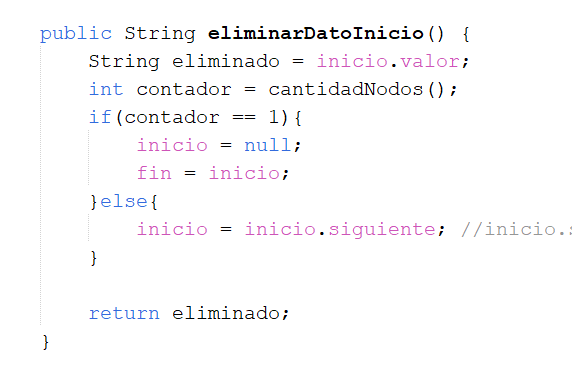 public String eliminarDatoInicio() {
String eliminado = inicio.valor;
int contador = cantidadNodos();
if(contador == 1){
inicio = null;
fin = inicio;
}else{
inicio = inicio.siguiente; //inicio.
}
return eliminado;
}